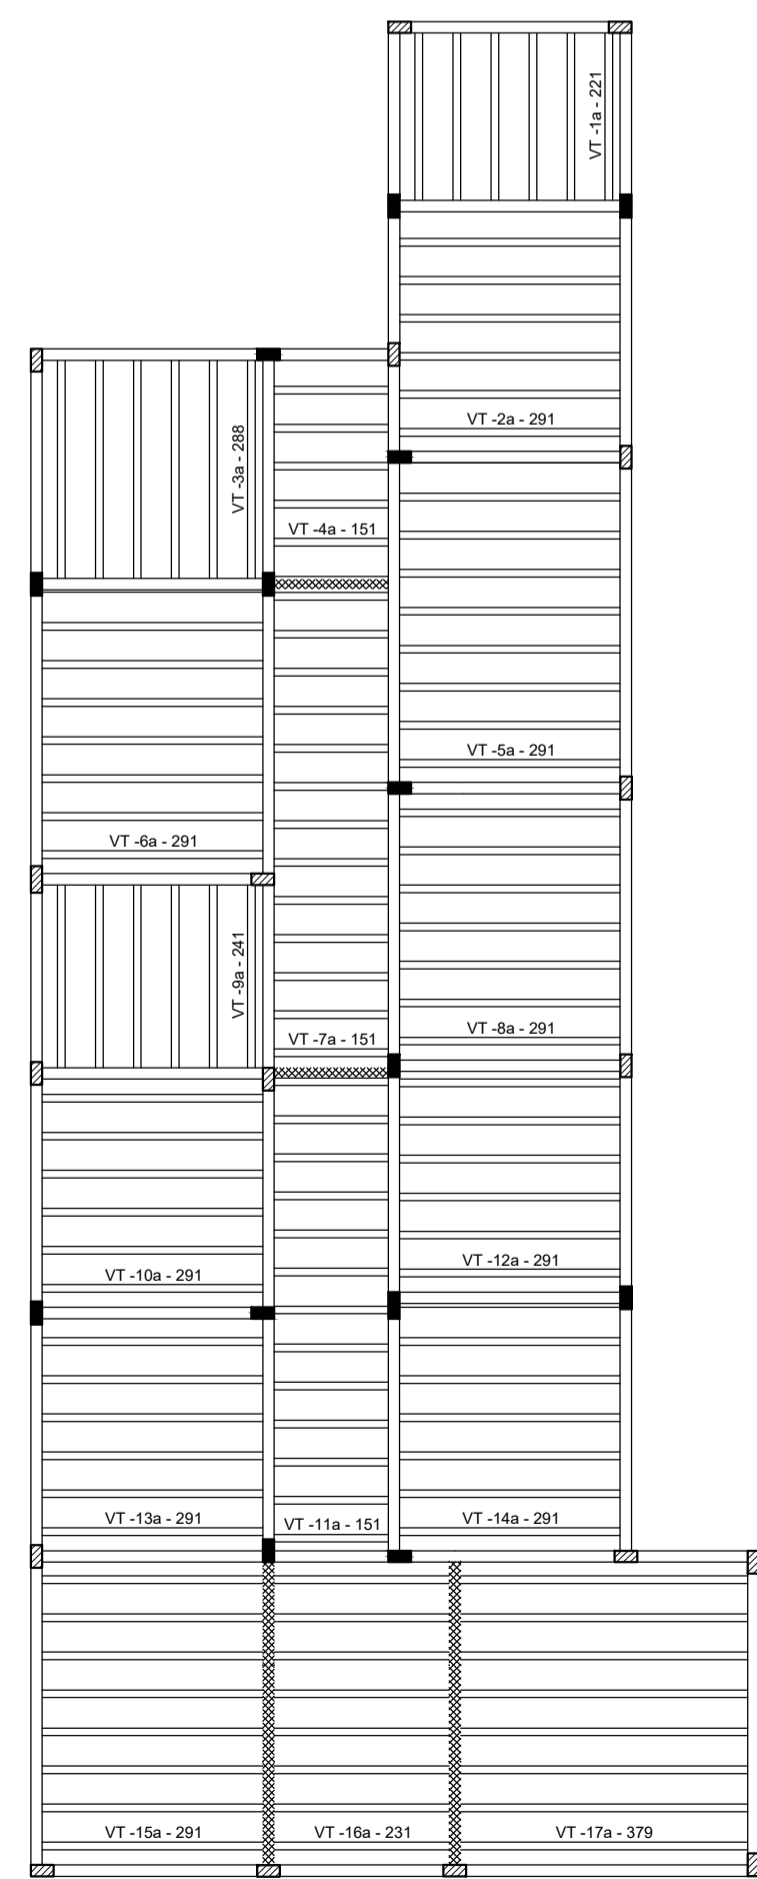 VT -1a - 221
VT -2a - 291
VT -3a - 288
VT -4a - 151
VT -5a - 291
VT -6a - 291
VT -9a - 241
VT -7a - 151
VT -8a - 291
VT -10a - 291
VT -12a - 291
VT -13a - 291
VT -11a - 151
VT -14a - 291
VT -15a - 291
VT -16a - 231
VT -17a - 379